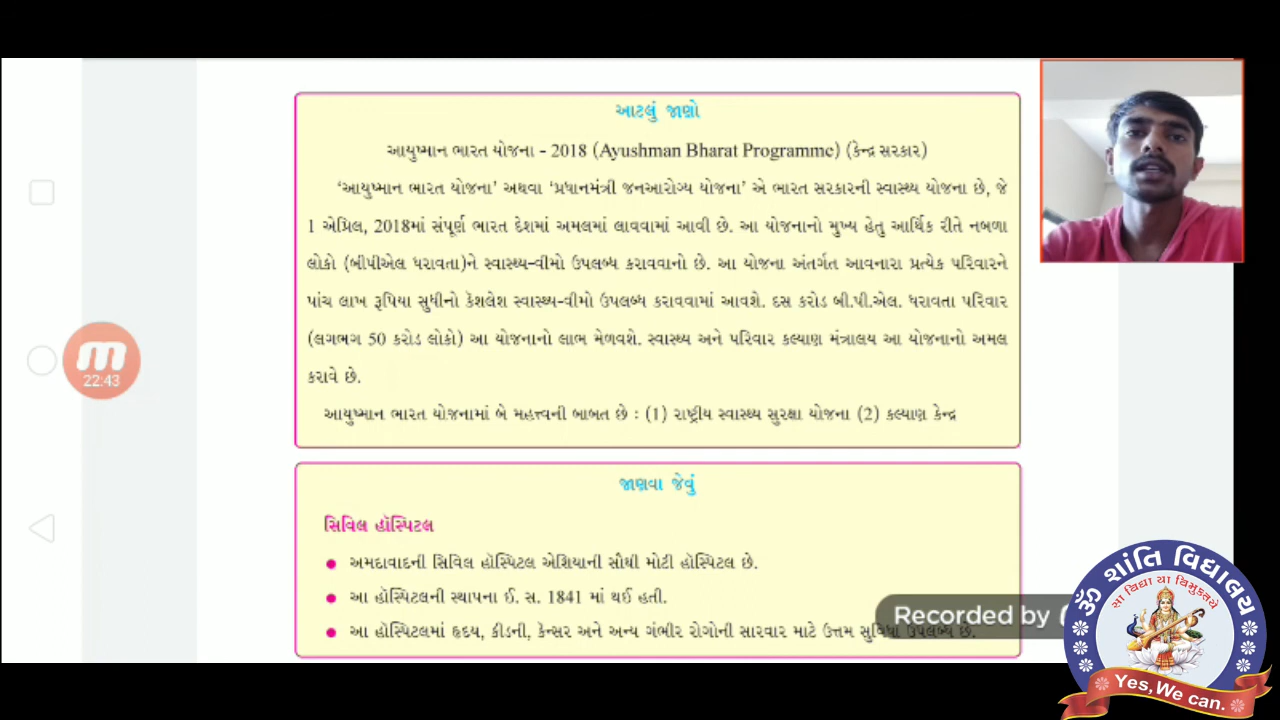 આટલું જાણો
આયુષ્માન ભારત યોજના - 2018 (Ayushman Bharat Programme) (કેન્દ્ર સરકાર)
'આયુષ્માન ભારત યોજના' અથવા 'પ્રધાનમંત્રી જનઆરોગ્ય યોજના' એ ભારત સરકારની સ્વાસ્થ્ય યોજના છે, જે
1 એપ્રિલ, 2018માં સંપૂર્ણ ભારત દેશમાં અમલમાં લાવવામાં આવી છે. આ યોજનાનો મુખ્ય હેતુ આર્થિક રીતે નબળા
લોકો (બીપીએલ ધરાવતા)ને સ્વાસ્થ્ય-વીમો ઉપલબ્ધ કરાવવાનો છે. આ યોજના અંતર્ગત આવનારા પ્રત્યેક પરિવારને
પાંચ લાખ રૂપિયા સુધીનો કેશલેશ સ્વાસ્થ્ય-વીમો ઉપલબ્ધ કરાવવામાં આવશે. દસ કરોડ બી.પી.એલ. ધરાવતા પરિવાર
(લગભગ 50 કરોડ લોકો) આ યોજનાનો લાભ મેળવશે. સ્વાસ્થ્ય અને પરિવાર કલ્યાણ મંત્રાલય આ યોજનાનો અમલ
કરાવે છે.
આયુષ્માન ભારત યોજનામાં બે મહત્ત્વની બાબત છે : (1) રાષ્ટ્રીય સ્વાસ્થ્ય સુરક્ષા યોજના (2) કલ્યાણ કેન્દ્ર
22:43
જાણવા જેવું
સિવિલ હૉસ્પિટલ
● અમદાવાદની સિવિલ હૉસ્પિટલ એશિયાની સૌથી મોટી હૉસ્પિટલ છે.
● આ હૉસ્પિટલની સ્થાપના ઈ. સ. 1841 માં થઈ હતી.
● આ હૉસ્પિટલમાં હૃદય, કીડની, કેન્સર અને અન્ય ગંભીર રોગોની સારવાર માટે ઉત્તમ સુવિધા ઉપલબ્ધ છે.
Recorded by
ૐ શાંતિ વિદ્યાલય
સા વિદ્યા યા વિમુક્તયે
Yes, We can.